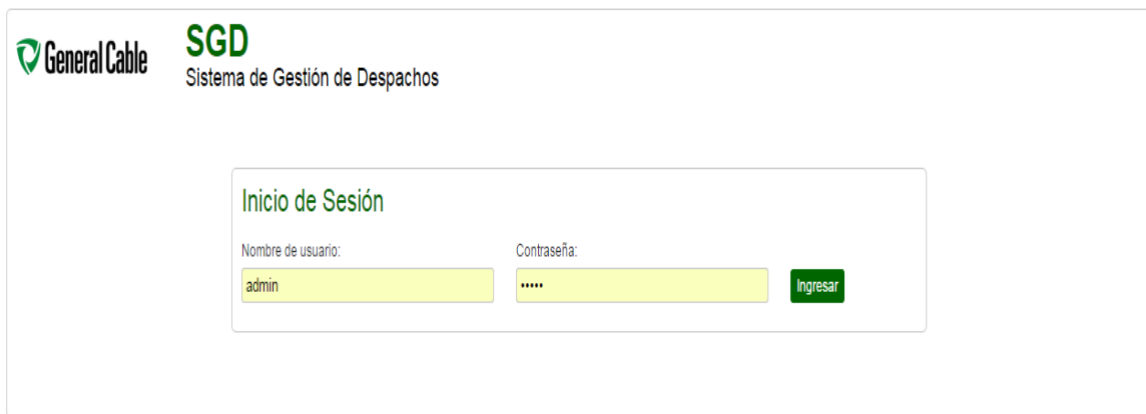 General Cable
SGD
Sistema de Gestión de Despachos
Inicio de Sesión
Nombre de usuario:
Contraseña:
admin
•••••
Ingresar